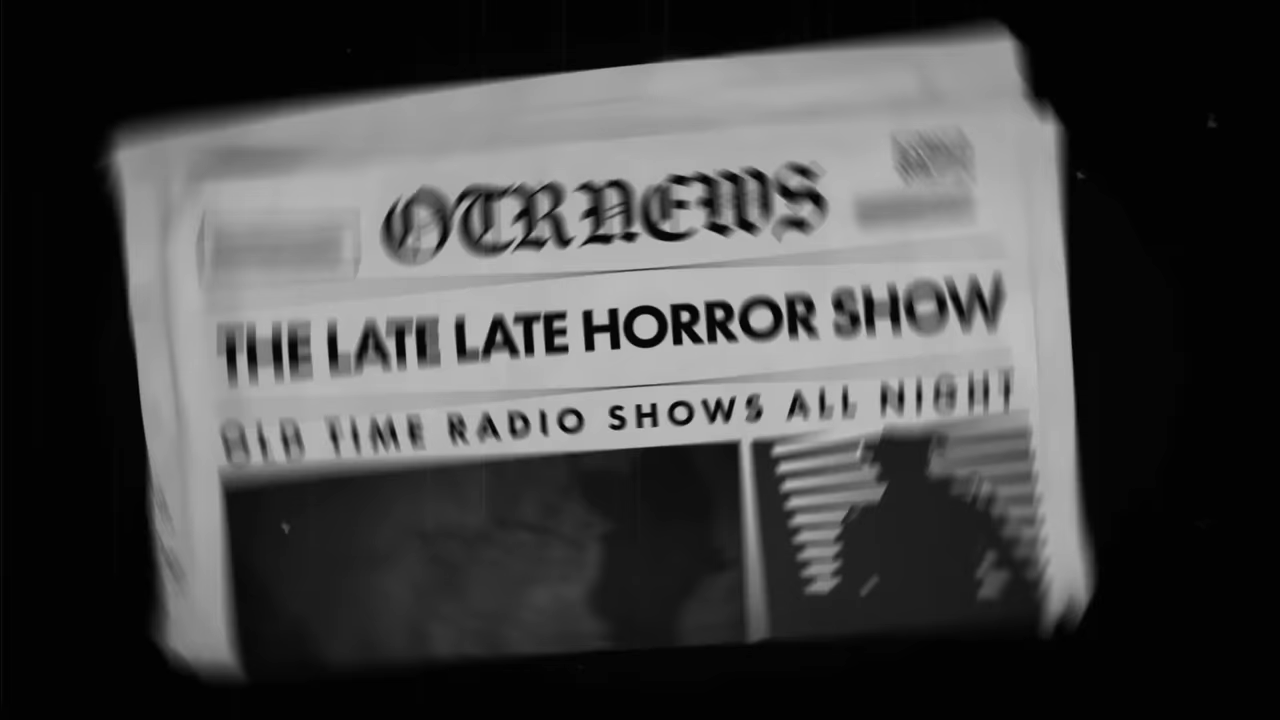 OTRNEWS
THE LATE LATE HORROR SHOW
OLD TIME RADIO SHOWS ALL NIGHT